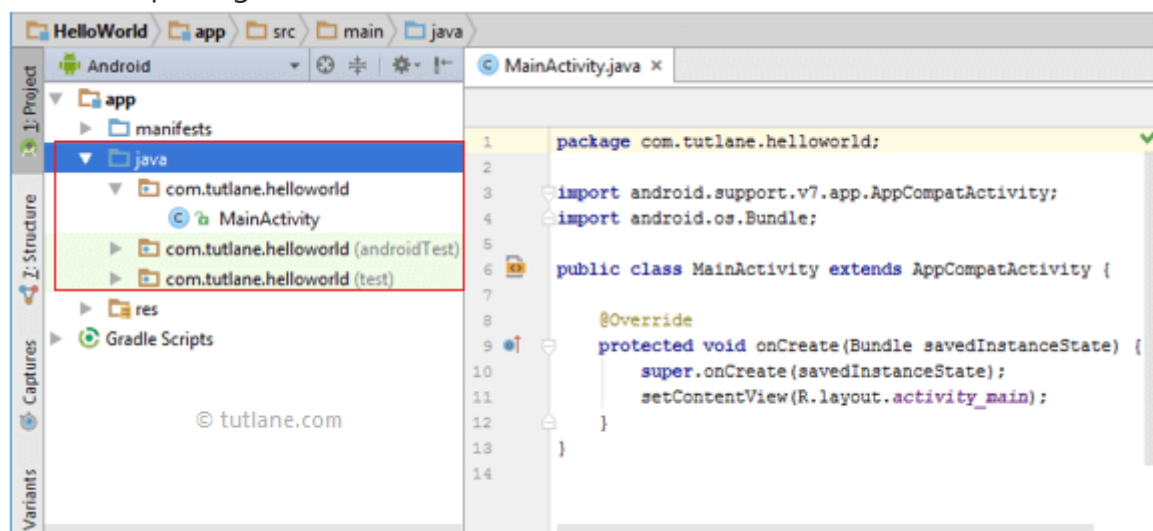 HelloWorld app src main java
Android
MainActivity.java ×
1: Project
app
manifests
java
com.tutlane.helloworld
MainActivity
com.tutlane.helloworld (androidTest)
com.tutlane.helloworld (test)
res
Gradle Scripts
© tutlane.com
Z: Structure
Captures
Variants
1 package com.tutlane.helloworld;
2
3 import android.support.v7.app.AppCompatActivity;
4 import android.os.Bundle;
5
6 public class MainActivity extends AppCompatActivity {
7
8 @Override
9 protected void onCreate(Bundle savedInstanceState) {
10 super.onCreate(savedInstanceState);
11 setContentView(R.layout.activity_main);
12 }
13 }
14